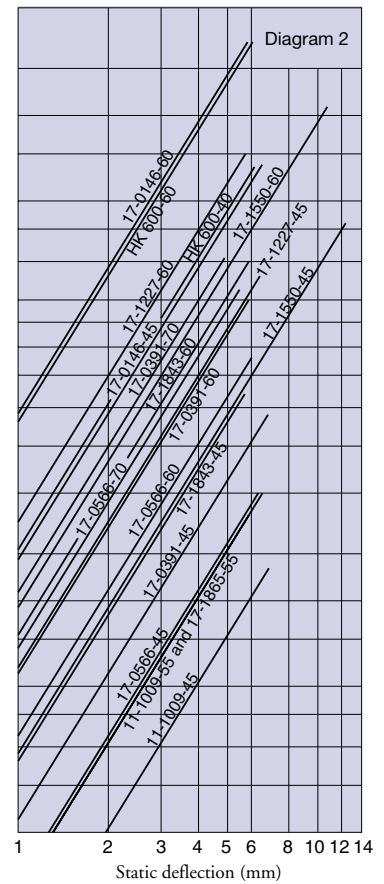 Diagram 2
17-0146-60
HK 600-60
HK 600-40
17-1550-60
17-1227-45
17-1227-60
17-1550-45
17-0146-45
17-0391-70
17-1843-60
17-0391-60
17-0566-70
17-0566-60
17-1843-45
17-0391-45
17-0566-45
11-1009-55 and 17-1865-55
11-1009-45
1 2 3 4 5 6 8 10 12 14
Static deflection (mm)